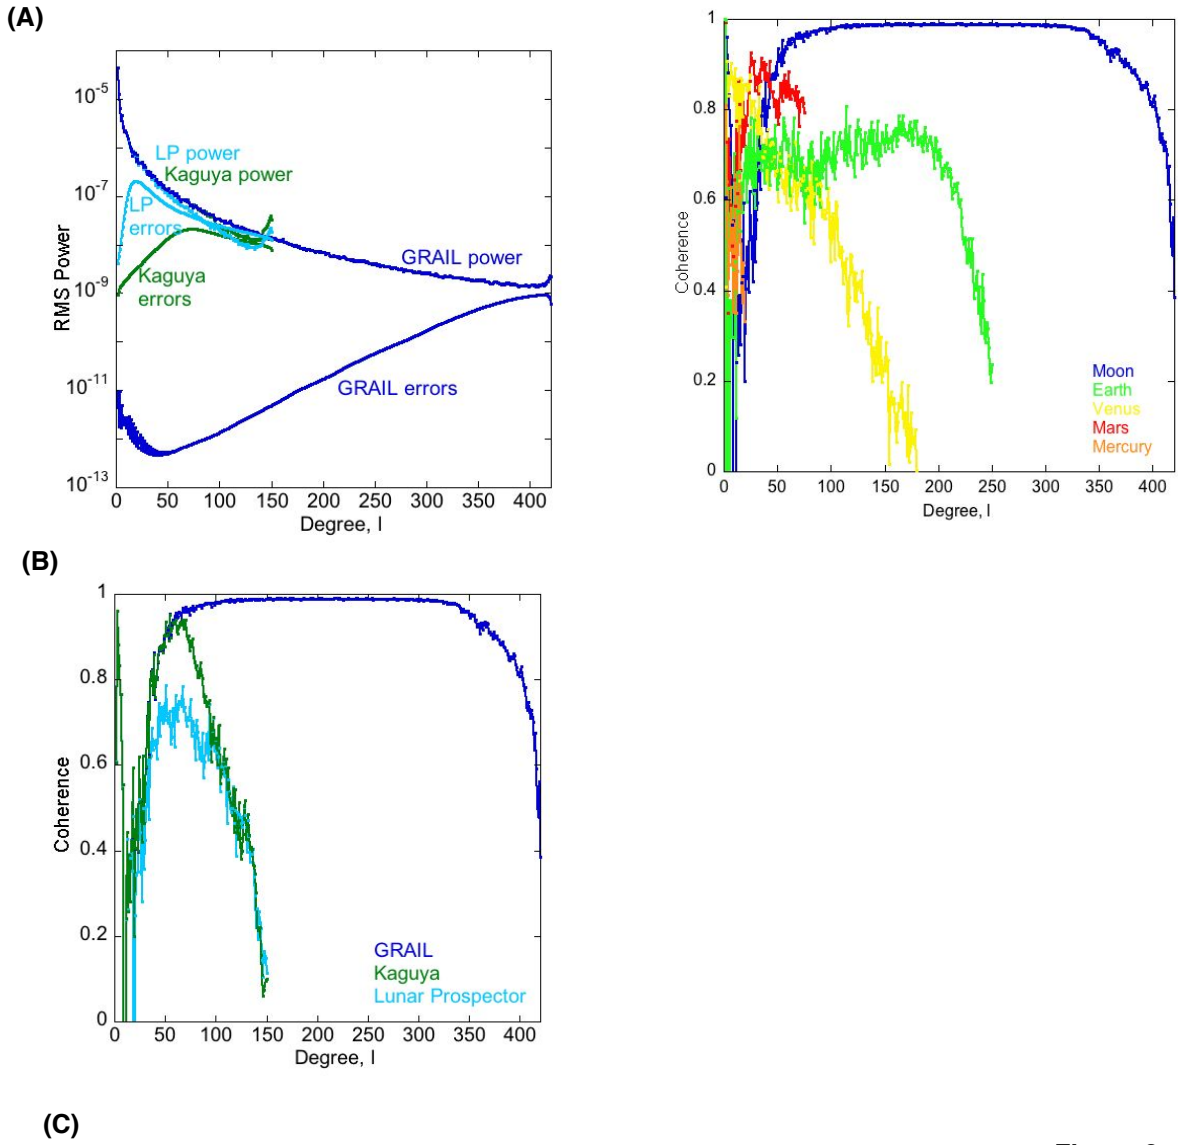 (A)
10-5
10-7
10-9
10-11
10-13
RMS Power
LP power
Kaguya power
LP
errors
Kaguya
errors
GRAIL power
GRAIL errors
0 50 100 150 200 250 300 350 400
Degree, l
1
0.8
0.6
0.4
0.2
0
Coherence
Moon
Earth
Venus
Mars
Mercury
0 50 100 150 200 250 300 350 400
Degree, l
(B)
1
0.8
0.6
0.4
0.2
0
Coherence
GRAIL
Kaguya
Lunar Prospector
0 50 100 150 200 250 300 350 400
Degree, l
(C)